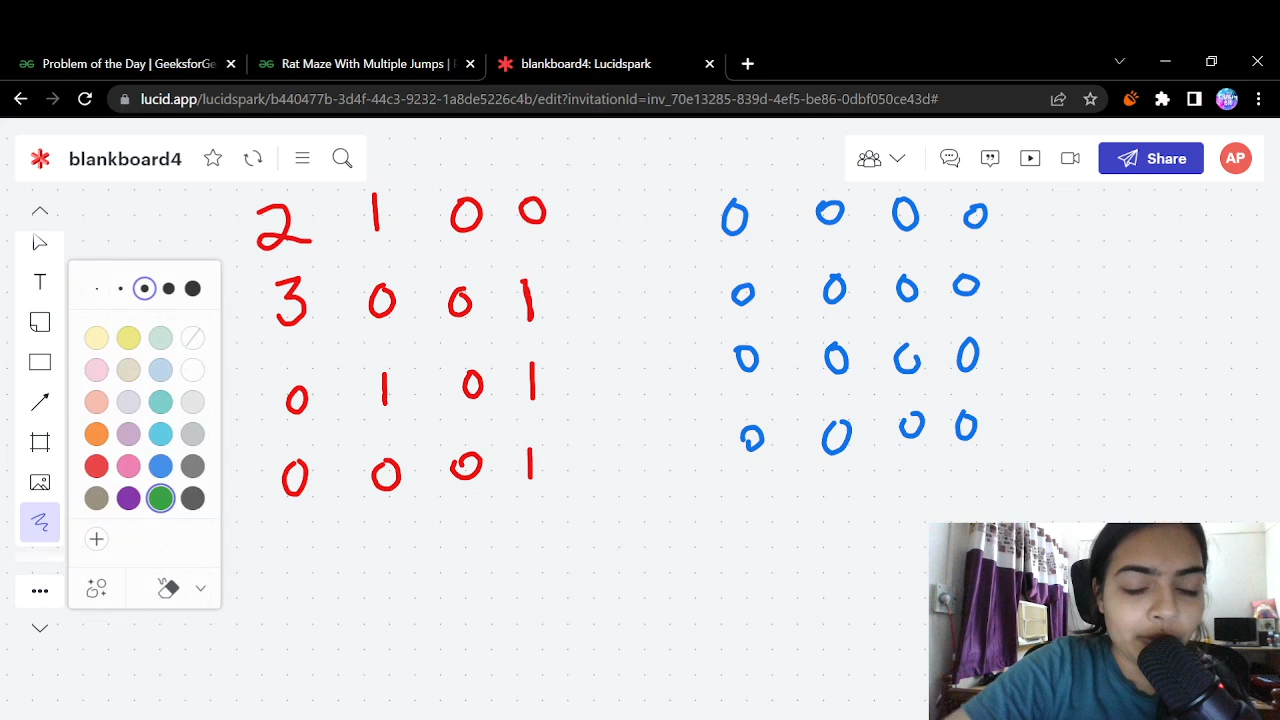 Problem of the Day | GeeksforGe
Rat Maze With Multiple Jumps |
blankboard4: Lucidspark
lucid.app/lucidspark/b440477b-3d4f-44c3-9232-1a8de5226c4b/edit?invitationId=inv_70e13285-839d-4ef5-be86-0dbf050ce43d#
blankboard4
Share
AP
T
2 1 0 0
0 0 0 0
3 0 0 1
0 0 0 0
0 1 0 1
0 0 0 0
0 0 0 1
0 0 0 0